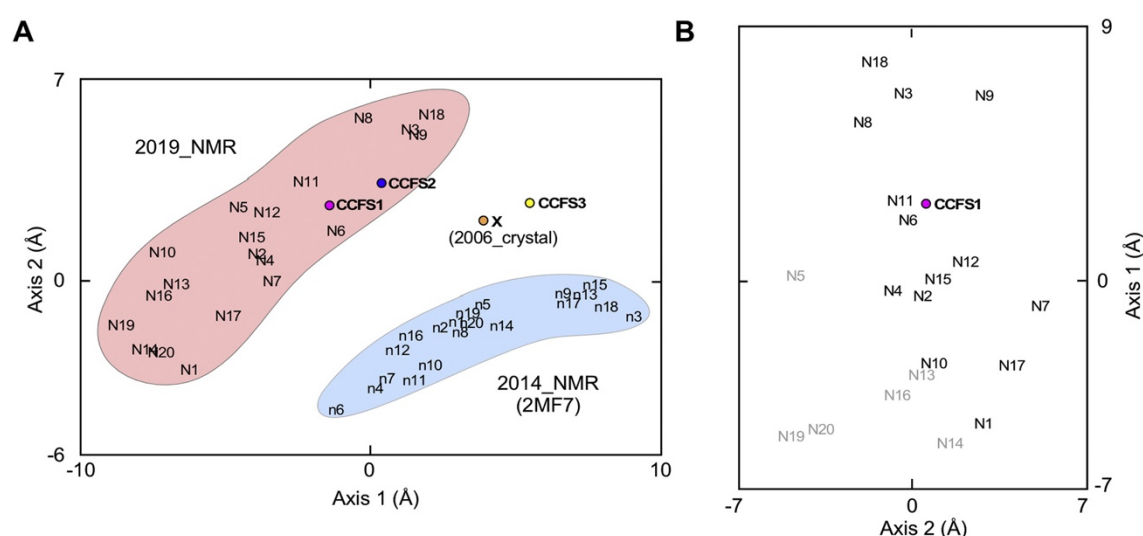 A
7
0
-6
Axis 2 (Å)
-10
0
10
Axis 1 (Å)
2019_NMR
N8
N18
N3
N9
N11
CCFS2
CCFS1
N5
N12
N6
CCFS3
X
(2006_crystal)
N15
N2
N4
N10
N7
N13
N16
N17
N19
N14
N20
N1
n15
n9
n13
n17
n18
n3
n5
n19
n1
n20
n2
n8
n14
n16
n12
n10
n7
n11
n4
n6
2014_NMR
(2MF7)
B
9
0
-7
Axis 1 (Å)
N18
N3
N9
N8
N11
CCFS1
N6
N12
N5
N15
N4
N2
N7
N10
N17
N13
N16
N1
N20
N19
N14
-7
0
7
Axis 2 (Å)